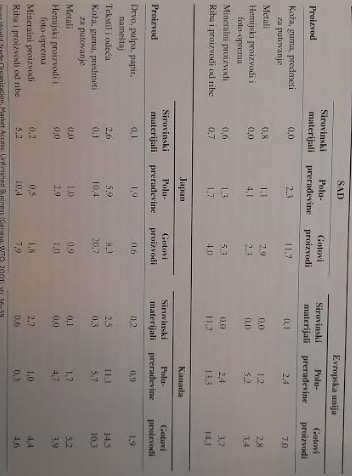 SAD Evropska unija
Proizvod Sirovinski Polu- Gotovi Sirovinski Polu- Gotovi
materijali prerađevine proizvodi materijali prerađevine proizvodi
Koža, guma, predmeti 0,0 2,3 11,7 0,1 2,4 7,0
za putovanje
Metali 0,8 1,1 2,9 0,0 1,2 2,8
Hemijski proizvodi i 0,0 4,1 2,3 0,0 5,2 3,4
foto-oprema
Mineralni proizvodi 0,6 1,3 5,3 0,0 2,4 3,7
Riba i proizvodi od ribe 0,7 1,7 4,0 11,2 13,3 14,1
Japan Kanada
Proizvod Sirovinski Polu- Gotovi Sirovinski Polu- Gotovi
materijali prerađevine proizvodi materijali prerađevine proizvodi
Drvo, pulpa, papir, 0,1 1,9 0,6 0,2 0,9 1,9
nameštaj
Tekstil i odeća 2,6 5,9 8,3 2,5 11,1 14,5
Koža, guma, predmeti 0,1 10,4 20,7 0,3 5,7 10,3
za putovanje
Metali 0,0 1,0 0,9 0,1 1,7 5,2
Hemijski proizvodi i 0,0 2,9 1,0 0,0 4,7 3,9
foto-oprema
Mineralni proizvodi 0,2 0,5 1,8 2,7 1,0 4,4
Riba i proizvodi od ribe 5,2 10,4 7,9 0,6 0,3 4,6
World Trade Organization, Market Access: Unfinished Business (Geneva: WTO, 2001), 36–39